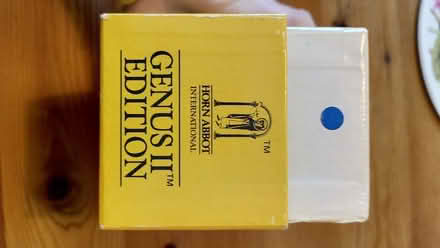 TM
HORN ABBOT
INTERNATIONAL
GENUS II™
EDITION